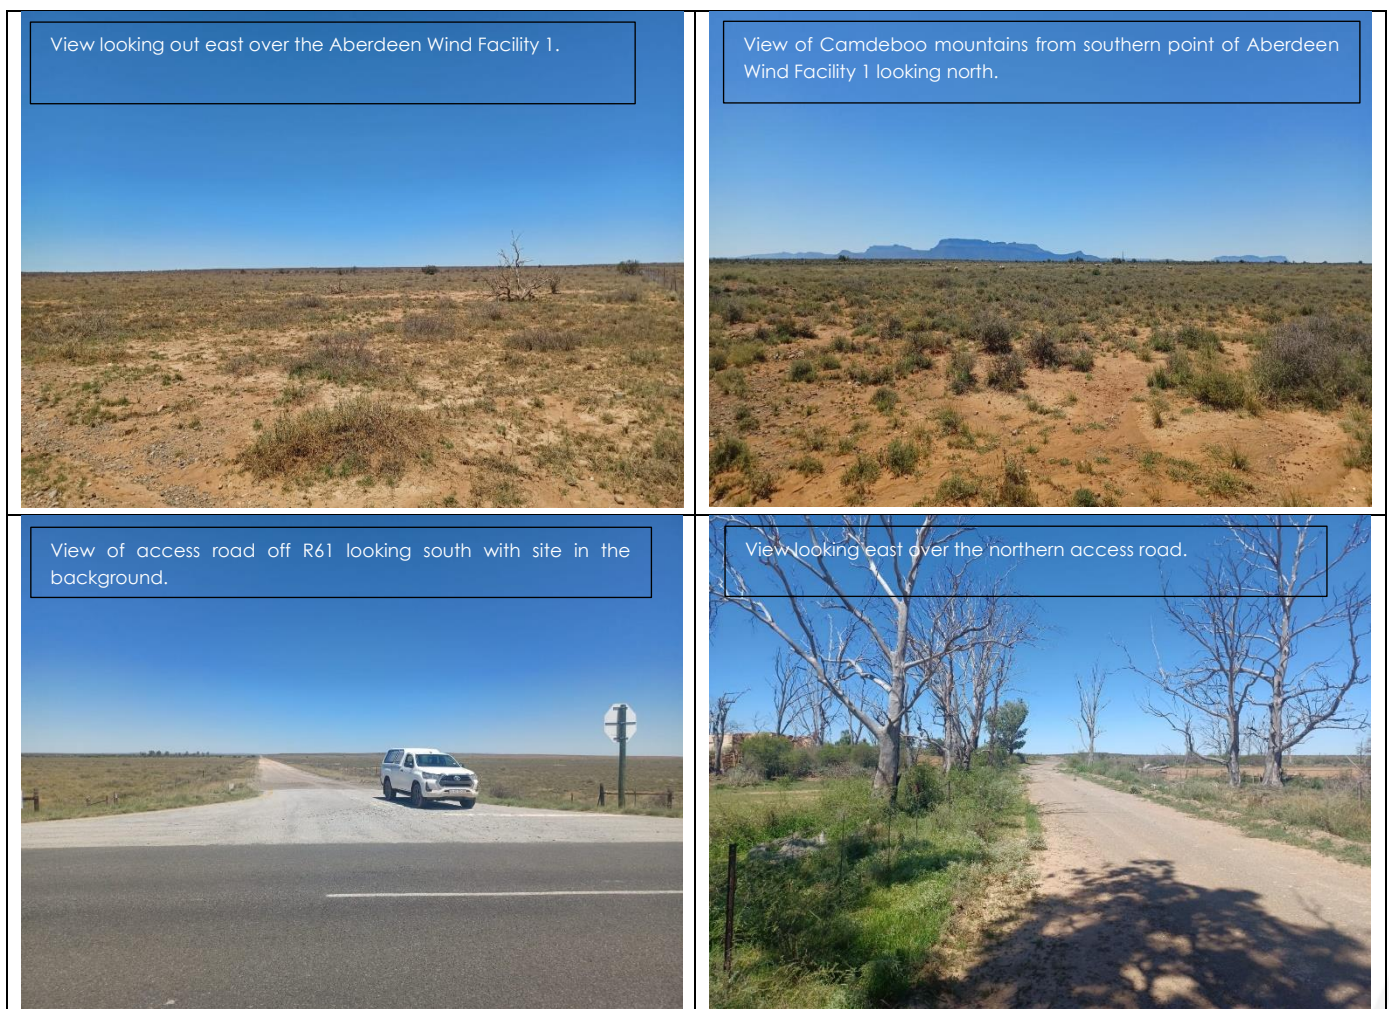 View looking out east over the Aberdeen Wind Facility 1.
View of Camdeboo mountains from southern point of Aberdeen
Wind Facility 1 looking north.
View of access road off R61 looking south with site in the
background.
View looking east over the northern access road.